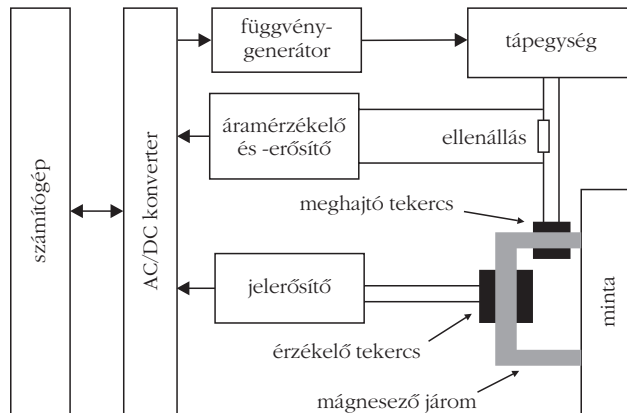 számítógép
AC/DC konverter
függvény-
generátor
tápegység
áramérzékelő
és -erősítő
ellenállás
meghajtó tekercs
jelerősítő
érzékelő tekercs
mágnesező járom
minta